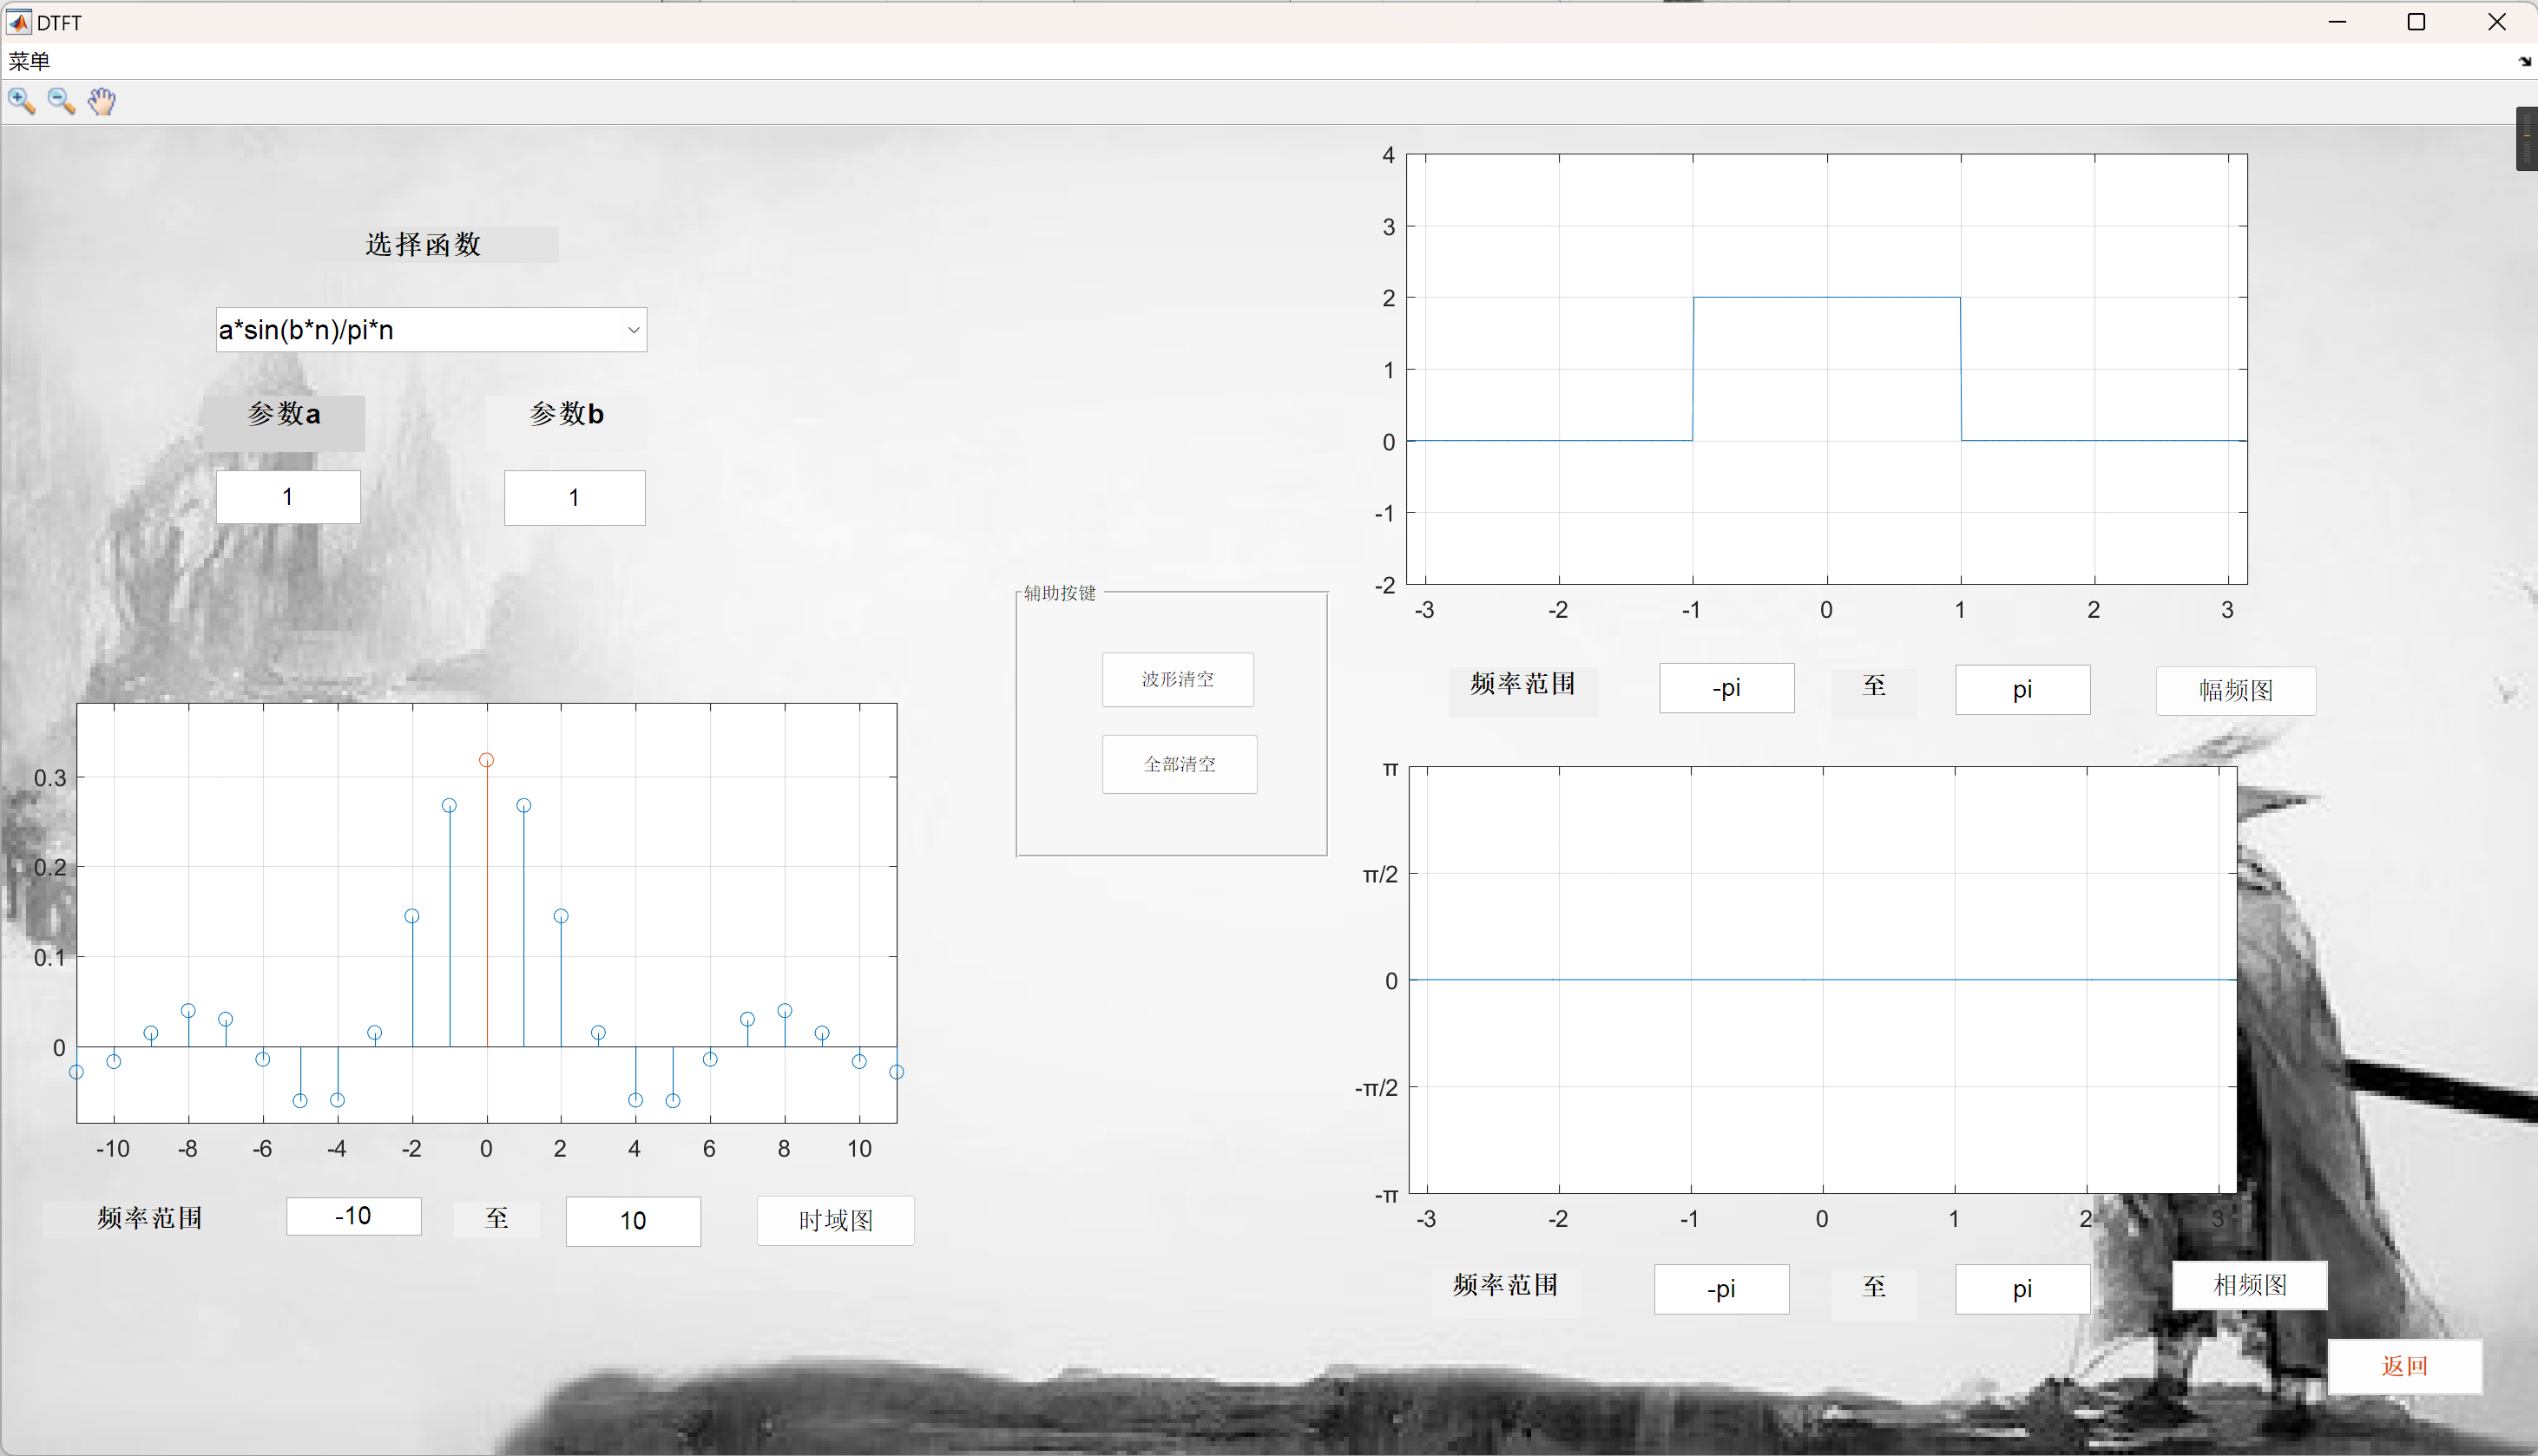 DTFT
菜单
选择函数
a*sin(b*n)/pi*n
参数a
参数b
1
1
0.3
0.2
0.1
0
-10 -8 -6 -4 -2 0 2 4 6 8 10
频率范围
-10
至
10
时域图
辅助按键
波形清空
全部清空
4
3
2
1
0
-1
-2
-3 -2 -1 0 1 2 3
频率范围
-pi
至
pi
幅频图
π
π/2
0
-π/2
-π
-3 -2 -1 0 1 2 3
频率范围
-pi
至
pi
相频图
返回